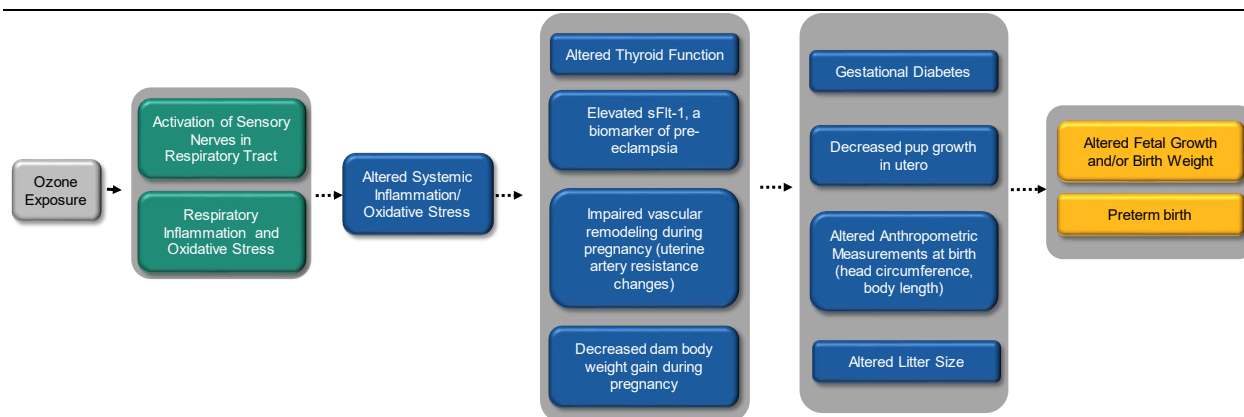 Ozone
Exposure
Activation of Sensory
Nerves in
Respiratory Tract
Respiratory
Inflammation and
Oxidative Stress
Altered Systemic
Inflammation/
Oxidative Stress
Altered Thyroid Function
Elevated sFlt-1, a
biomarker of pre-
eclampsia
Impaired vascular
remodeling during
pregnancy (uterine
artery resistance
changes)
Decreased dam body
weight gain during
pregnancy
Gestational Diabetes
Decreased pup growth
in utero
Altered Anthropometric
Measurements at birth
(head circumference,
body length)
Altered Litter Size
Altered Fetal Growth
and/or Birth Weight
Preterm birth